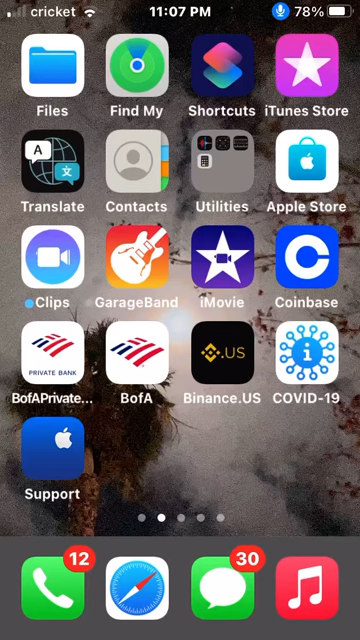 cricket 11:07 PM 78%
Files Find My Shortcuts iTunes Store
A 文
Translate Contacts Utilities Apple Store
Clips GarageBand iMovie Coinbase
PRIVATE BANK .US i
BofAPrivate... BofA Binance.US COVID-19
Support
12 30